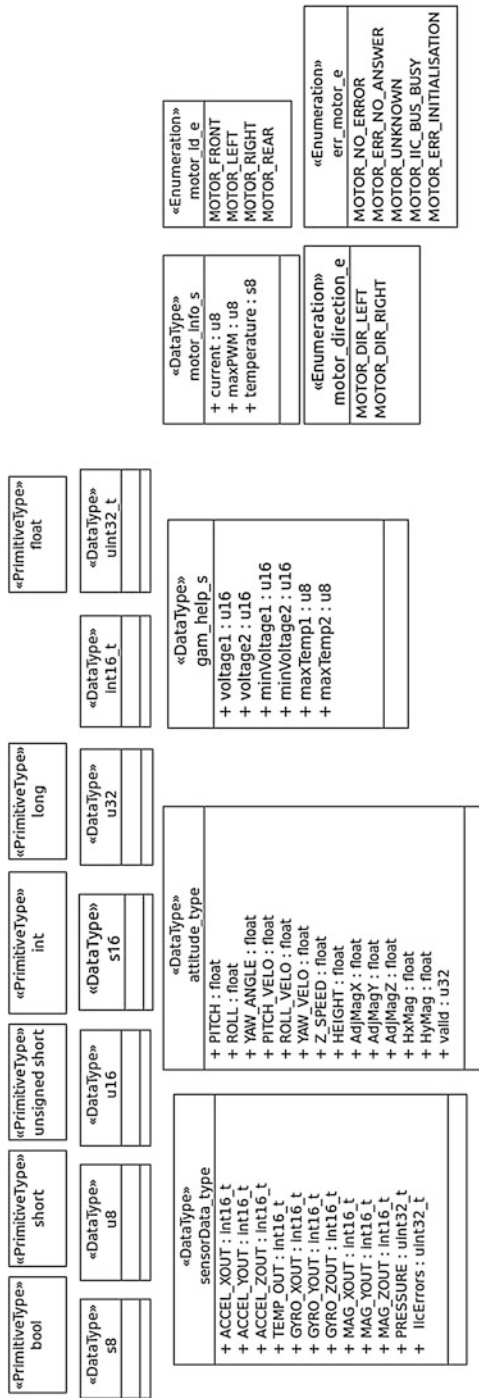 «PrimitiveType»
bool
«PrimitiveType»
short
«PrimitiveType»
unsigned short
«PrimitiveType»
int
«PrimitiveType»
long
«PrimitiveType»
float
«DataType»
s8
«DataType»
u8
«DataType»
u16
«DataType»
s16
«DataType»
u32
«DataType»
int16_t
«DataType»
uint32_t
«DataType»
sensorData_type
+ ACCEL_XOUT : int16_t
+ ACCEL_YOUT : int16_t
+ ACCEL_ZOUT : int16_t
+ TEMP_OUT : int16_t
+ GYRO_XOUT : int16_t
+ GYRO_YOUT : int16_t
+ GYRO_ZOUT : int16_t
+ MAG_XOUT : int16_t
+ MAG_YOUT : int16_t
+ MAG_ZOUT : int16_t
+ PRESSURE : uint32_t
+ IicErrors : uint32_t
«DataType»
attitude_type
+ PITCH : float
+ ROLL : float
+ YAW_ANGLE : float
+ PITCH_VELO : float
+ ROLL_VELO : float
+ YAW_VELO : float
+ Z_SPEED : float
+ HEIGHT : float
+ AdjMagX : float
+ AdjMagY : float
+ AdjMagZ : float
+ HxMag : float
+ HyMag : float
+ valid : u32
«DataType»
gam_help_s
+ voltage1 : u16
+ voltage2 : u16
+ minVoltage1 : u16
+ minVoltage2 : u16
+ maxTemp1 : u8
+ maxTemp2 : u8
«DataType»
motor_info_s
+ current : u8
+ maxPWM : u8
+ temperature : s8
«Enumeration»
motor_id_e
MOTOR_FRONT
MOTOR_LEFT
MOTOR_RIGHT
MOTOR_REAR
«Enumeration»
motor_direction_e
MOTOR_DIR_LEFT
MOTOR_DIR_RIGHT
«Enumeration»
err_motor_e
MOTOR_NO_ERROR
MOTOR_ERR_NO_ANSWER
MOTOR_UNKNOWN
MOTOR_IIC_BUS_BUSY
MOTOR_ERR_INITIALISATION